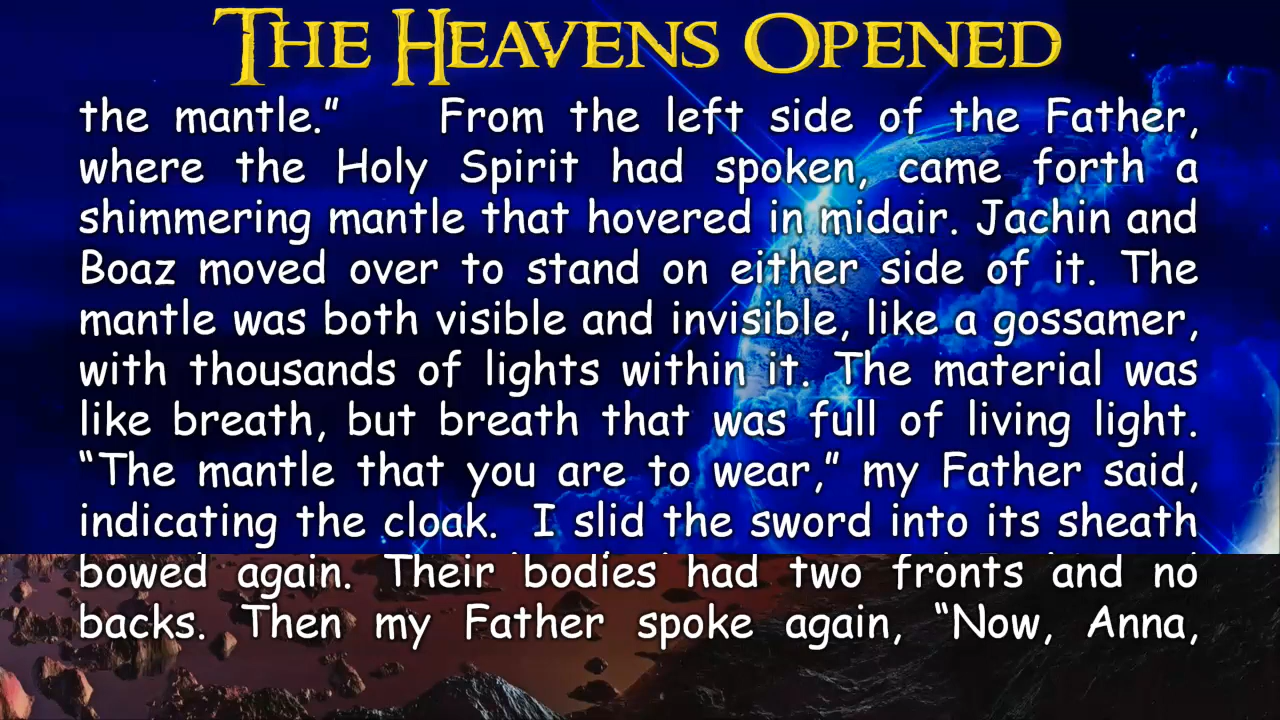 THE HEAVENS OPENED
the mantle.” From the left side of the Father,
where the Holy Spirit had spoken, came forth a
shimmering mantle that hovered in midair. Jachin and
Boaz moved over to stand on either side of it. The
mantle was both visible and invisible, like a gossamer,
with thousands of lights within it. The material was
like breath, but breath that was full of living light.
“The mantle that you are to wear,” my Father said,
indicating the cloak. I slid the sword into its sheath
bowed again. Their bodies had two fronts and no
backs. Then my Father spoke again, “Now, Anna,